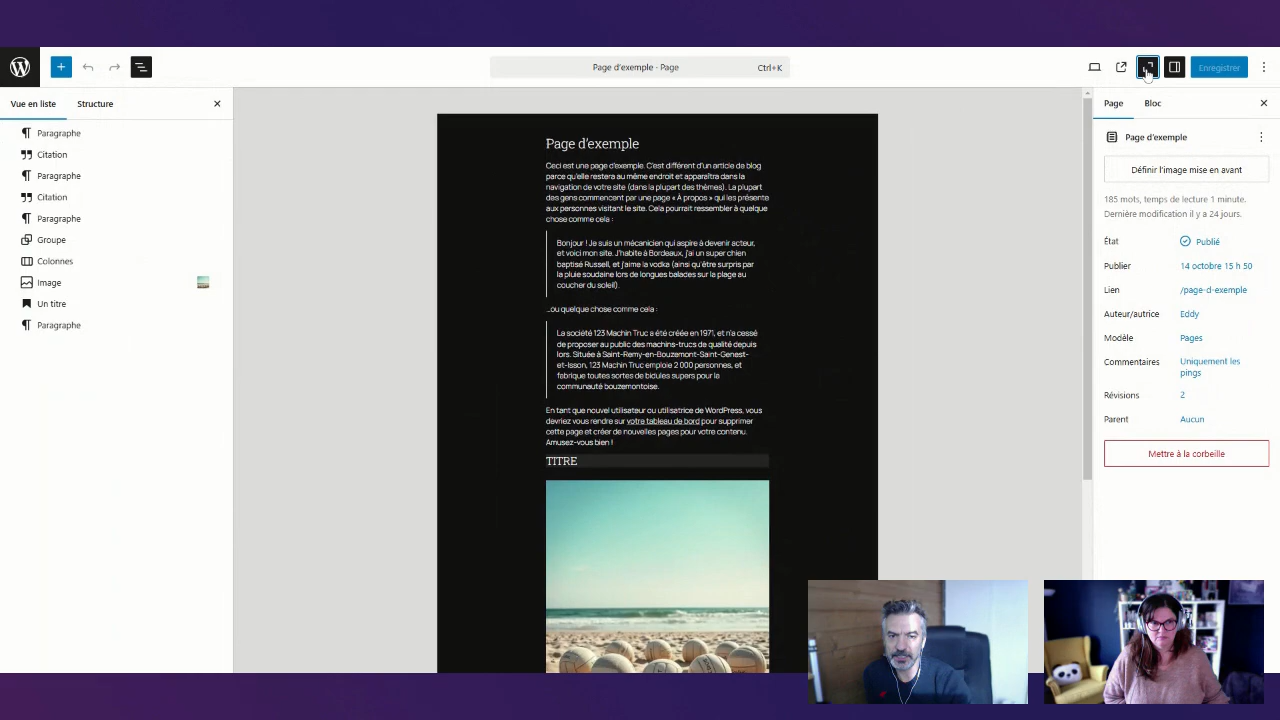 Page d'exemple · Page
Ctrl+K
Enregistrer
Vue en liste
Structure
Paragraphe
Citation
Paragraphe
Citation
Paragraphe
Groupe
Colonnes
Image
Un titre
Paragraphe
Page d'exemple
Ceci est une page d'exemple. C'est différent d'un article de blog
parce qu'elle restera au même endroit et apparaîtra dans la
navigation de votre site (dans la plupart des thèmes). La plupart
des gens commencent par une page « À propos » qui les présente
aux personnes visitant le site. Cela pourrait ressembler à quelque
chose comme cela :
Bonjour ! Je suis un mécanicien qui aspire à devenir acteur,
et voici mon site. J'habite à Bordeaux, j'ai un super chien
baptisé Russell, et j'aime la vodka (ainsi qu'être surpris par
la pluie soudaine lors de longues balades sur la plage au
coucher du soleil).
...ou quelque chose comme cela :
La société 123 Machin Truc a été créée en 1971, et n'a cessé
de proposer au public des machins-trucs de qualité depuis
lors. Située à Saint-Remy-en-Bouzemont-Saint-Genest-
et-Isson, 123 Machin Truc emploie 2 000 personnes, et
fabrique toutes sortes de bidules supers pour la
communauté bouzemontoise.
En tant que nouvel utilisateur ou utilisatrice de WordPress, vous
devriez vous rendre sur votre tableau de bord pour supprimer
cette page et créer de nouvelles pages pour votre contenu.
Amusez-vous bien !
TITRE
Page
Bloc
Page d'exemple
Définir l'image mise en avant
185 mots, temps de lecture 1 minute.
Dernière modification il y a 24 jours.
État
Publié
Publier
14 octobre 15 h 50
Lien
/page-d-exemple
Auteur/autrice
Eddy
Modèle
Pages
Commentaires
Uniquement les
pings
Révisions
2
Parent
Aucun
Mettre à la corbeille